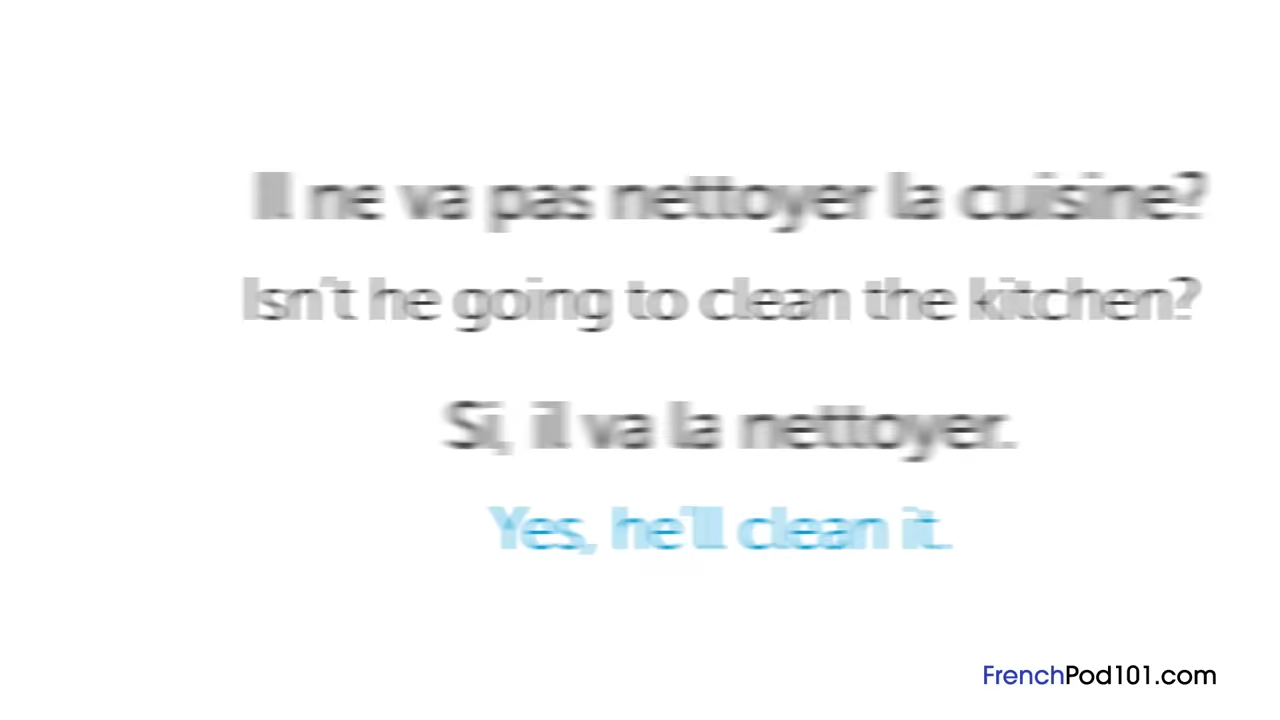 Il ne va pas nettoyer la cuisine?
Isn't he going to clean the kitchen?
Si, il va la nettoyer.
Yes, he'll clean it.
FrenchPod101.com